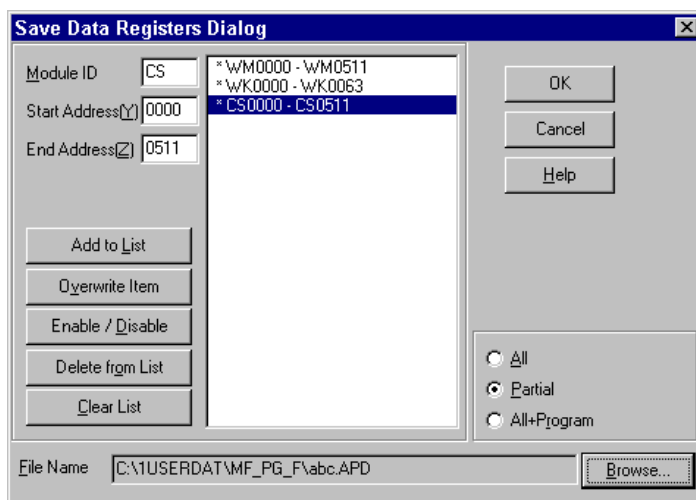 Save Data Registers Dialog
Module ID CS
Start Address(Y) 0000
End Address(Z) 0511
* WM0000 - WM0511
* WK0000 - WK0063
* CS0000 - CS0511
OK
Cancel
Help
Add to List
Overwrite Item
Enable / Disable
Delete from List
Clear List
All
Partial
All+Program
File Name C:\1USERDAT\MF_PG_F\abc.APD Browse...